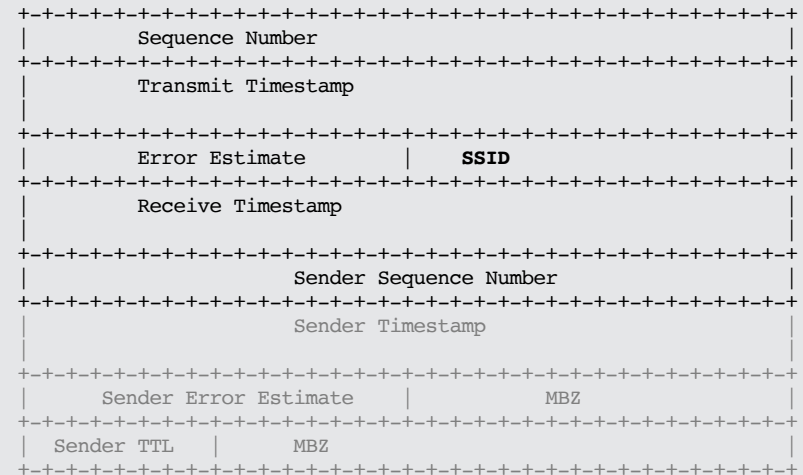 +-+-+-+-+-+-+-+-+-+-+-+-+-+-+-+-+-+-+-+-+-+-+-+-+-+-+-+-+-+-+-+-+
| Sequence Number |
+-+-+-+-+-+-+-+-+-+-+-+-+-+-+-+-+-+-+-+-+-+-+-+-+-+-+-+-+-+-+-+-+
| Transmit Timestamp |
| |
+-+-+-+-+-+-+-+-+-+-+-+-+-+-+-+-+-+-+-+-+-+-+-+-+-+-+-+-+-+-+-+-+
| Error Estimate | SSID |
+-+-+-+-+-+-+-+-+-+-+-+-+-+-+-+-+-+-+-+-+-+-+-+-+-+-+-+-+-+-+-+-+
| Receive Timestamp |
| |
+-+-+-+-+-+-+-+-+-+-+-+-+-+-+-+-+-+-+-+-+-+-+-+-+-+-+-+-+-+-+-+-+
| Sender Sequence Number |
+-+-+-+-+-+-+-+-+-+-+-+-+-+-+-+-+-+-+-+-+-+-+-+-+-+-+-+-+-+-+-+-+
| Sender Timestamp |
| |
+-+-+-+-+-+-+-+-+-+-+-+-+-+-+-+-+-+-+-+-+-+-+-+-+-+-+-+-+-+-+-+-+
| Sender Error Estimate | MBZ |
+-+-+-+-+-+-+-+-+-+-+-+-+-+-+-+-+-+-+-+-+-+-+-+-+-+-+-+-+-+-+-+-+
| Sender TTL | MBZ |
+-+-+-+-+-+-+-+-+-+-+-+-+-+-+-+-+-+-+-+-+-+-+-+-+-+-+-+-+-+-+-+-+